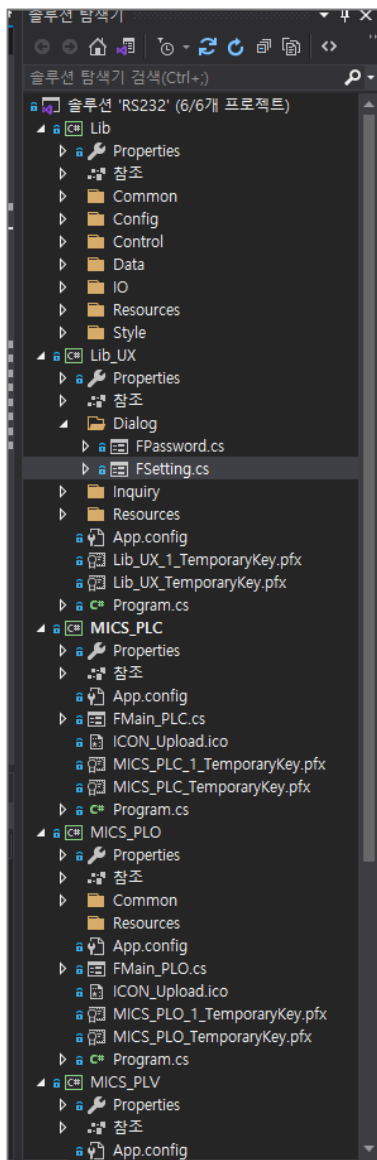 솔루션 탐색기
솔루션 탐색기 검색(Ctrl+;)
솔루션 'RS232' (6/6개 프로젝트)
C# Lib
Properties
참조
Common
Config
Control
Data
IO
Resources
Style
C# Lib_UX
Properties
참조
Dialog
FPassword.cs
FSetting.cs
Inquiry
Resources
App.config
Lib_UX_1_TemporaryKey.pfx
Lib_UX_TemporaryKey.pfx
C# Program.cs
C# MICS_PLC
Properties
참조
App.config
FMain_PLC.cs
ICON_Upload.ico
MICS_PLC_1_TemporaryKey.pfx
MICS_PLC_TemporaryKey.pfx
C# Program.cs
C# MICS_PLO
Properties
참조
Common
Resources
App.config
FMain_PLO.cs
ICON_Upload.ico
MICS_PLO_1_TemporaryKey.pfx
MICS_PLO_TemporaryKey.pfx
C# Program.cs
C# MICS_PLV
Properties
참조
App.config